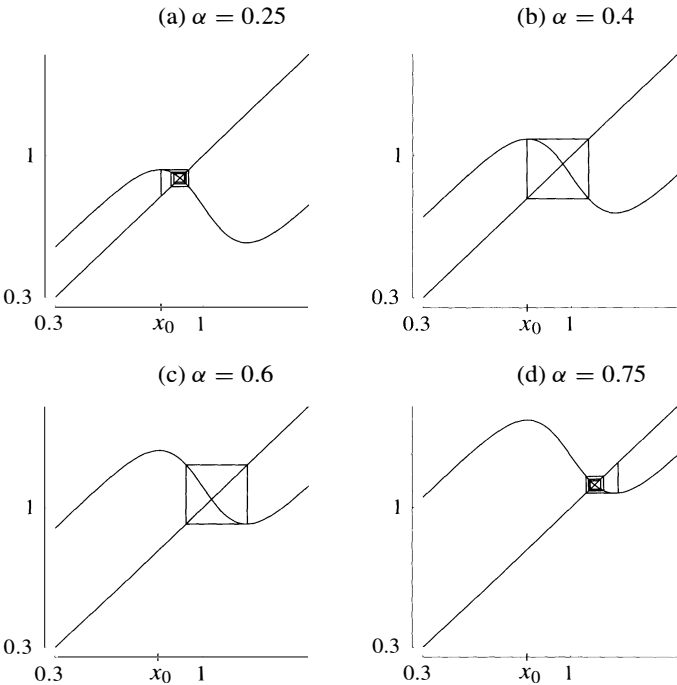 (a) α = 0.25
(b) α = 0.4
1
1
0.3
0.3
0.3 x₀ 1
0.3 x₀ 1
(c) α = 0.6
(d) α = 0.75
1
1
0.3
0.3
0.3 x₀ 1
0.3 x₀ 1